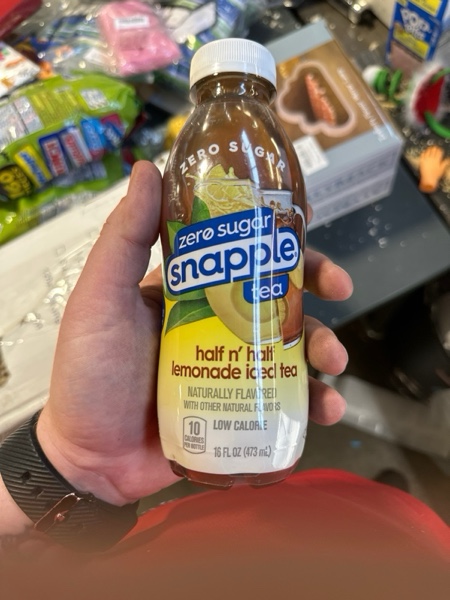 ZERO SUGAR
zerø sugar
snapple
tea
half n' half
lemonade iced tea
NATURALLY FLAVORED
WITH OTHER NATURAL FLAVORS
LOW CALORIE
10
CALORIES
PER BOTTLE
16 FL OZ (473 mL)